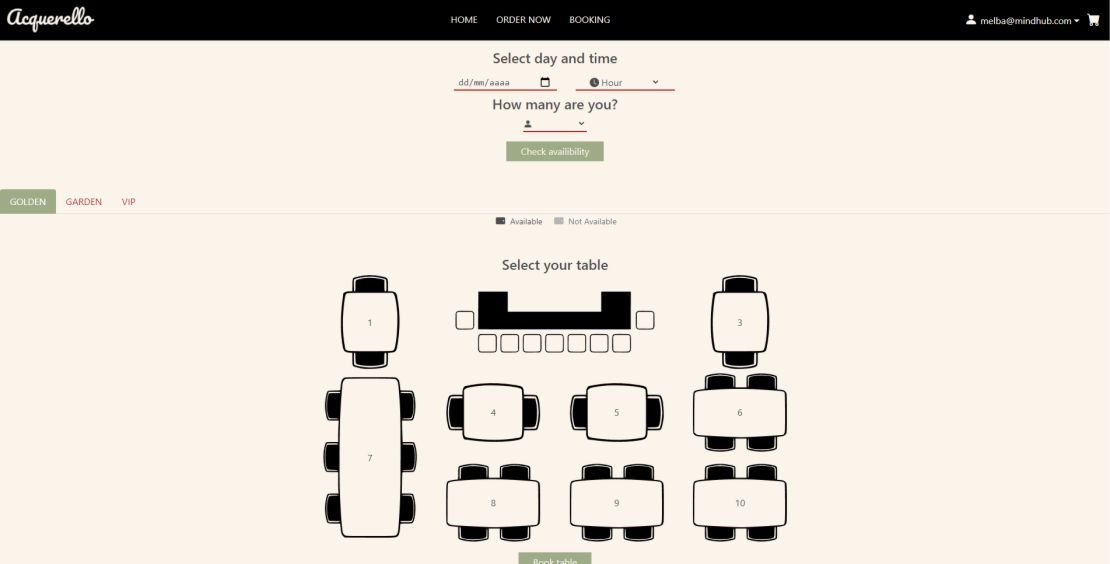 Acquerello HOME ORDER NOW BOOKING melba@mindhub.com
Select day and time
dd/mm/aaaa Hour
How many are you?
Check availibility
GOLDEN GARDEN VIP
Available Not Available
Select your table
1 3
4 5 6
7
8 9 10
Book table